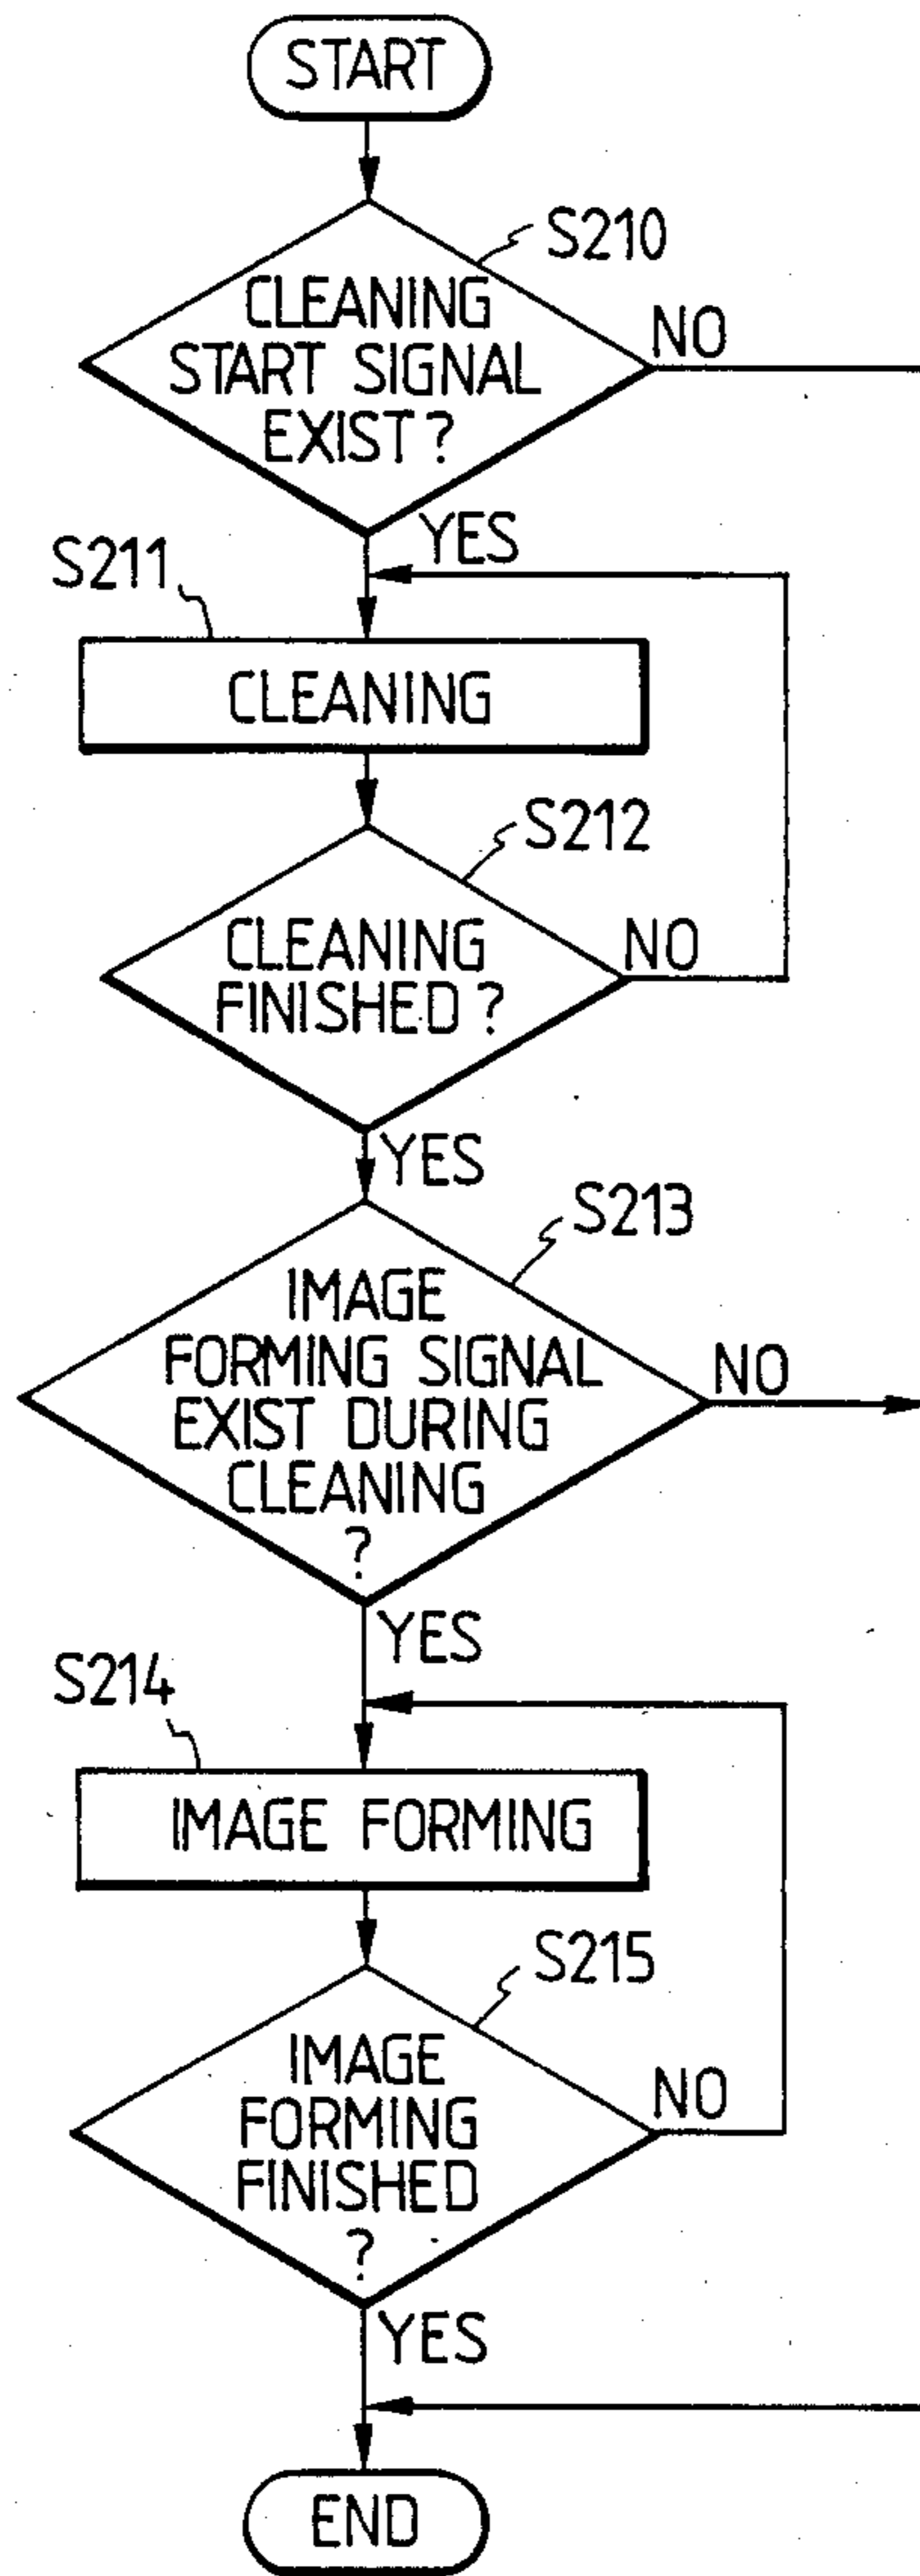 START
S210
CLEANING
START SIGNAL
EXIST?
NO
YES
S211
CLEANING
S212
CLEANING
FINISHED?
NO
YES
S213
IMAGE
FORMING SIGNAL
EXIST DURING
CLEANING
?
NO
YES
S214
IMAGE FORMING
S215
IMAGE
FORMING
FINISHED
?
NO
YES
END